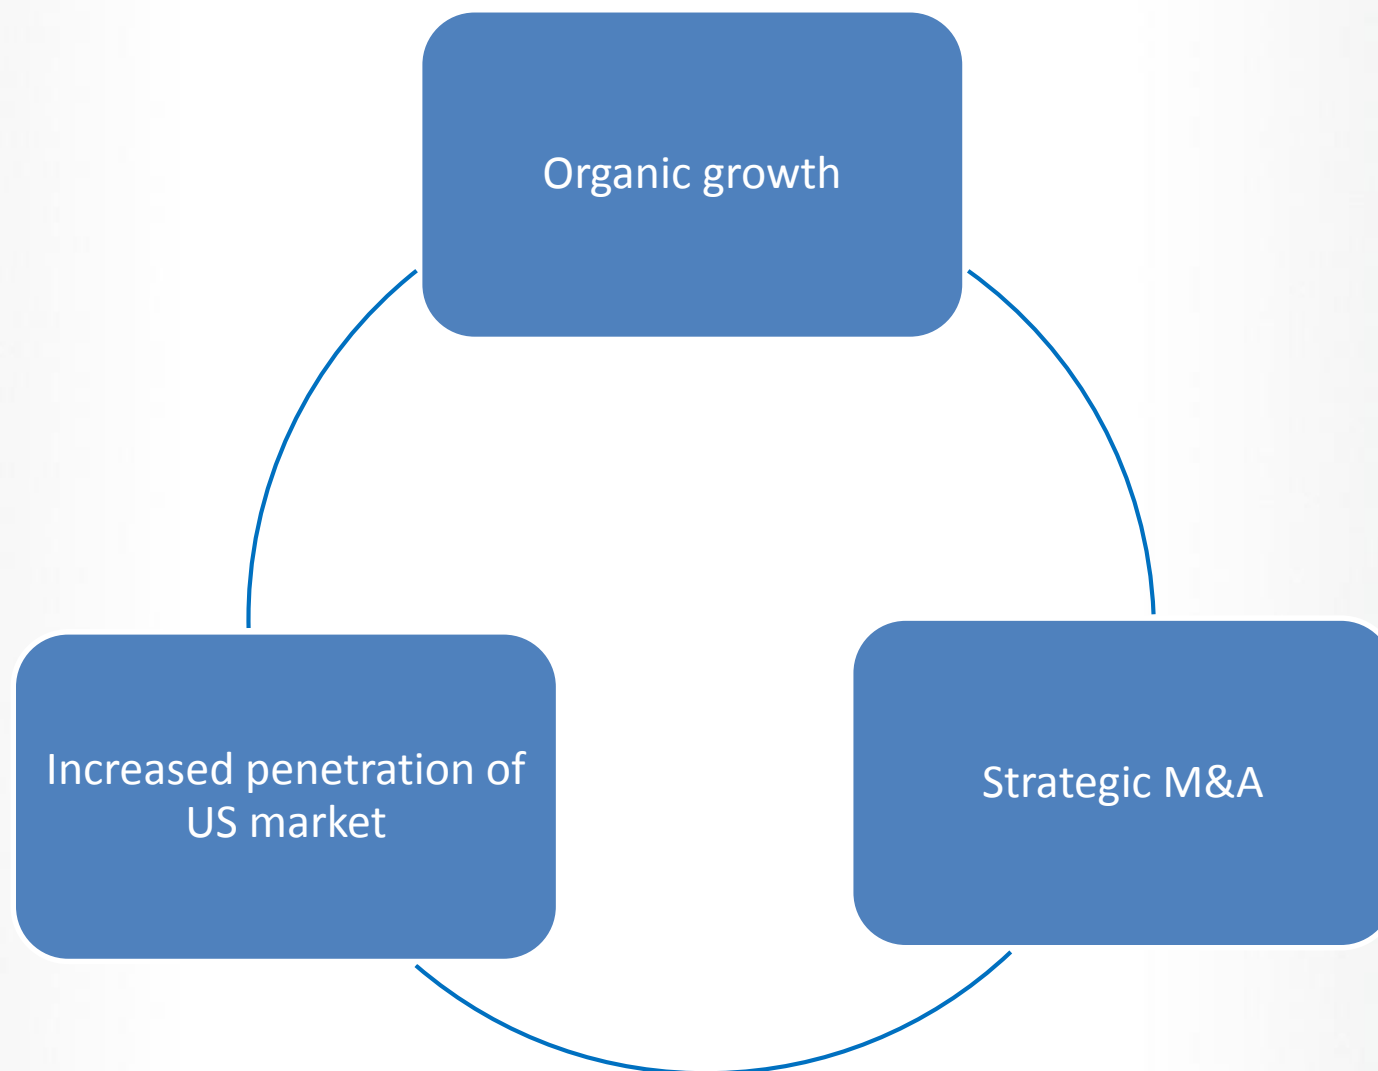 Organic growth
Increased penetration of
US market
Strategic M&A